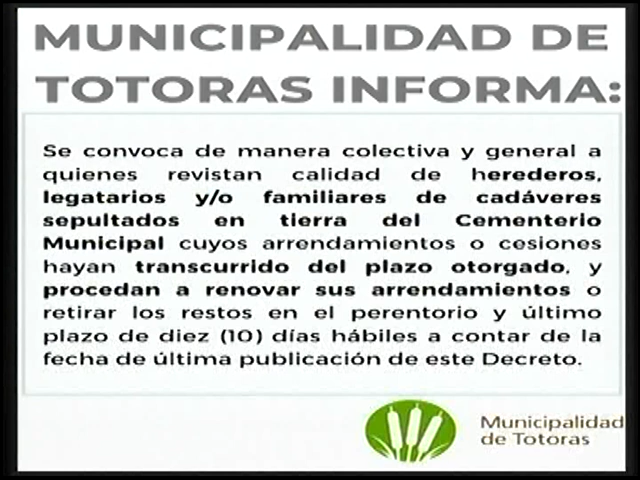 MUNICIPALIDAD DE
TOTORAS INFORMA:
Se convoca de manera colectiva y general a
quienes revistan calidad de herederos,
legatarios y/o familiares de cadáveres
sepultados en tierra del Cementerio
Municipal cuyos arrendamientos o cesiones
hayan transcurrido del plazo otorgado, y
procedan a renovar sus arrendamientos o
retirar los restos en el perentorio y último
plazo de diez (10) días hábiles a contar de la
fecha de última publicación de este Decreto.
Municipalidad
de Totoras